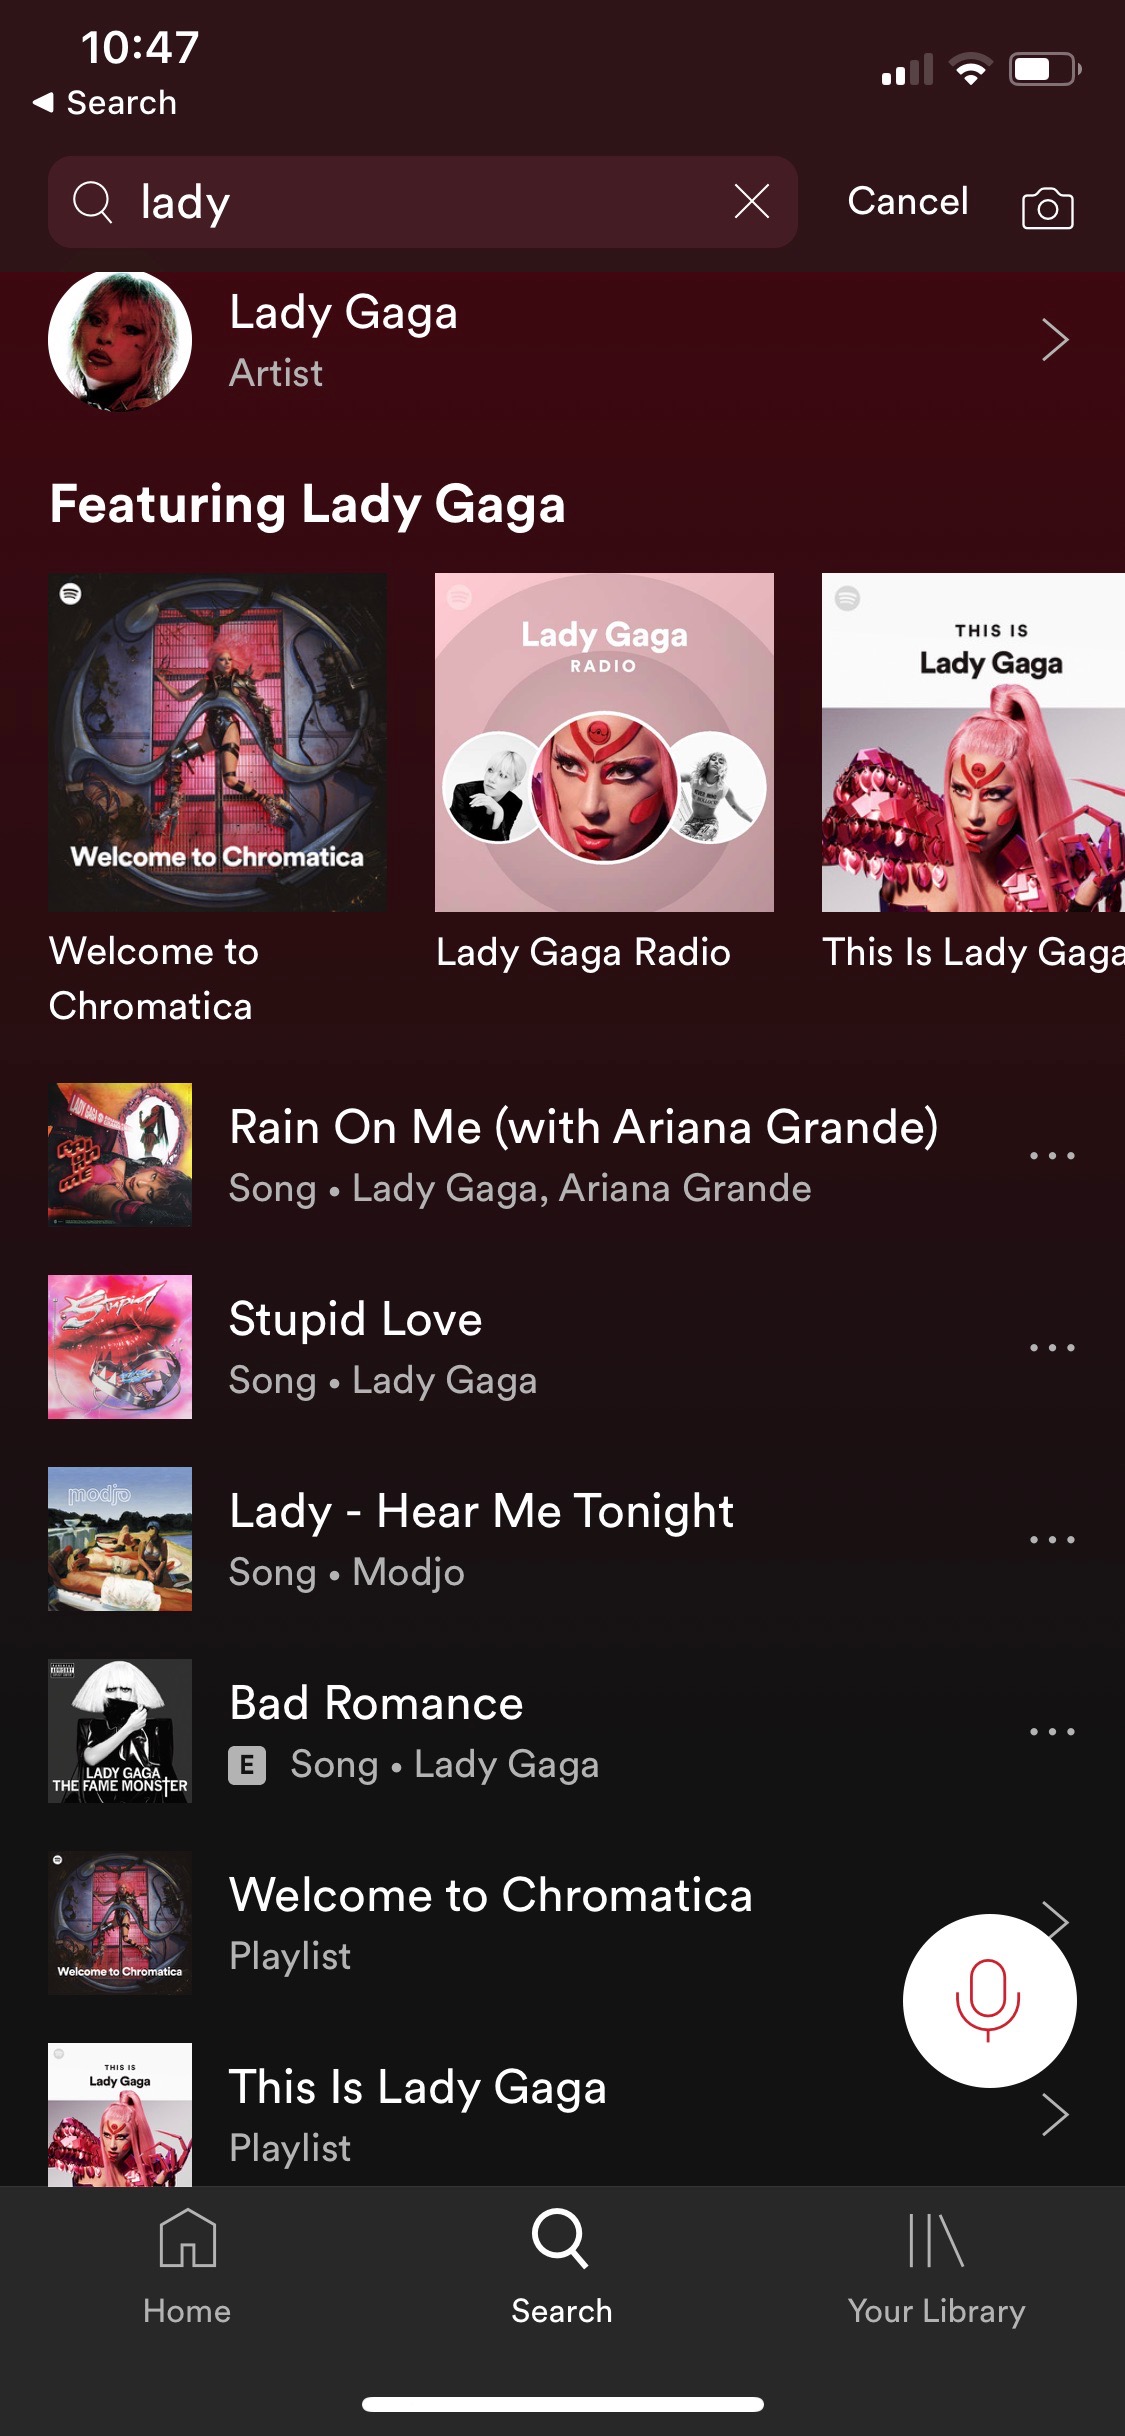 10:47
Search
lady
Cancel
Lady Gaga
Artist
Featuring Lady Gaga
Welcome to Chromatica
Lady Gaga
RADIO
THIS IS
Lady Gaga
Welcome to
Chromatica
Lady Gaga Radio
This Is Lady Gaga
Rain On Me (with Ariana Grande)
Song • Lady Gaga, Ariana Grande
Stupid
Stupid Love
Song • Lady Gaga
modjo
Lady - Hear Me Tonight
Song • Modjo
LADY GAGA
THE FAME MONSTER
Bad Romance
E Song • Lady Gaga
Welcome to Chromatica
Welcome to Chromatica
Playlist
THIS IS
Lady Gaga
This Is Lady Gaga
Playlist
Home
Search
Your Library